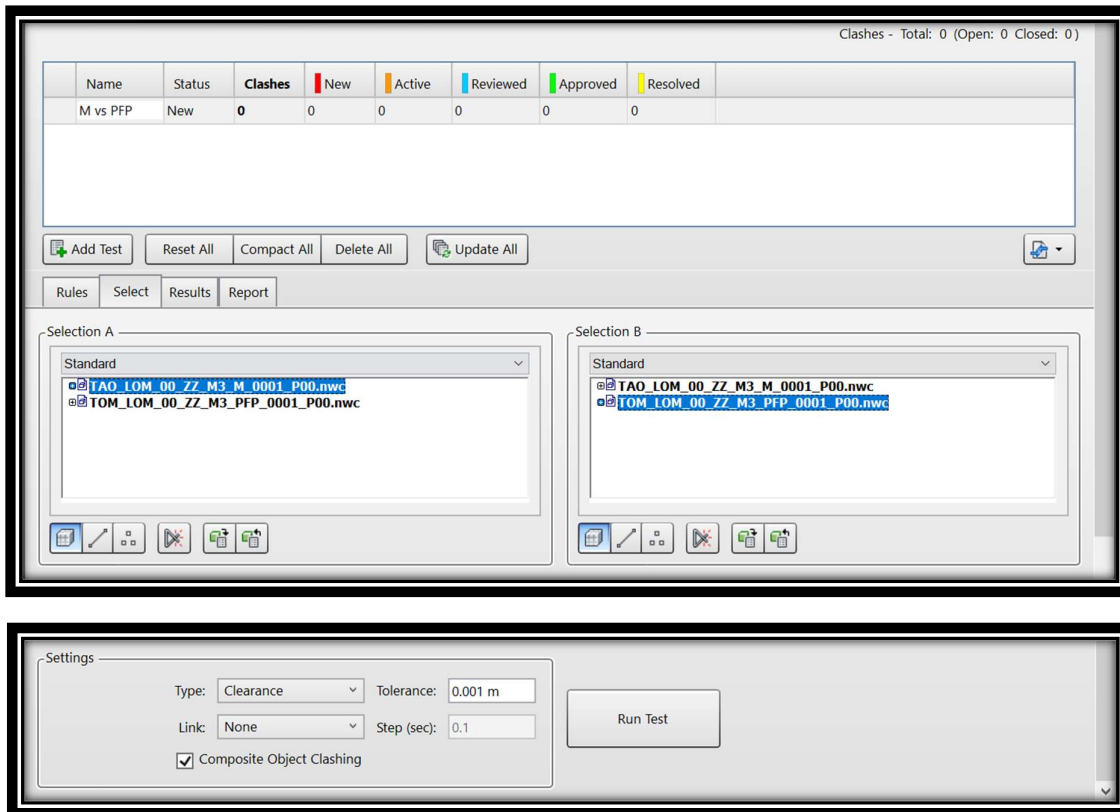 Clashes - Total: 0 (Open: 0 Closed: 0)
Name Status Clashes New Active Reviewed Approved Resolved
M vs PFP New 0 0 0 0 0 0
Add Test Reset All Compact All Delete All Update All
Rules Select Results Report
Selection A Selection B
Standard Standard
TAO_LOM_00_ZZ_M3_M_0001_P00.nwc TAO_LOM_00_ZZ_M3_M_0001_P00.nwc
TOM_LOM_00_ZZ_M3_PFP_0001_P00.nwc TOM_LOM_00_ZZ_M3_PFP_0001_P00.nwc
Settings
Type: Clearance Tolerance: 0.001 m
Run Test
Link: None Step (sec): 0.1
Composite Object Clashing